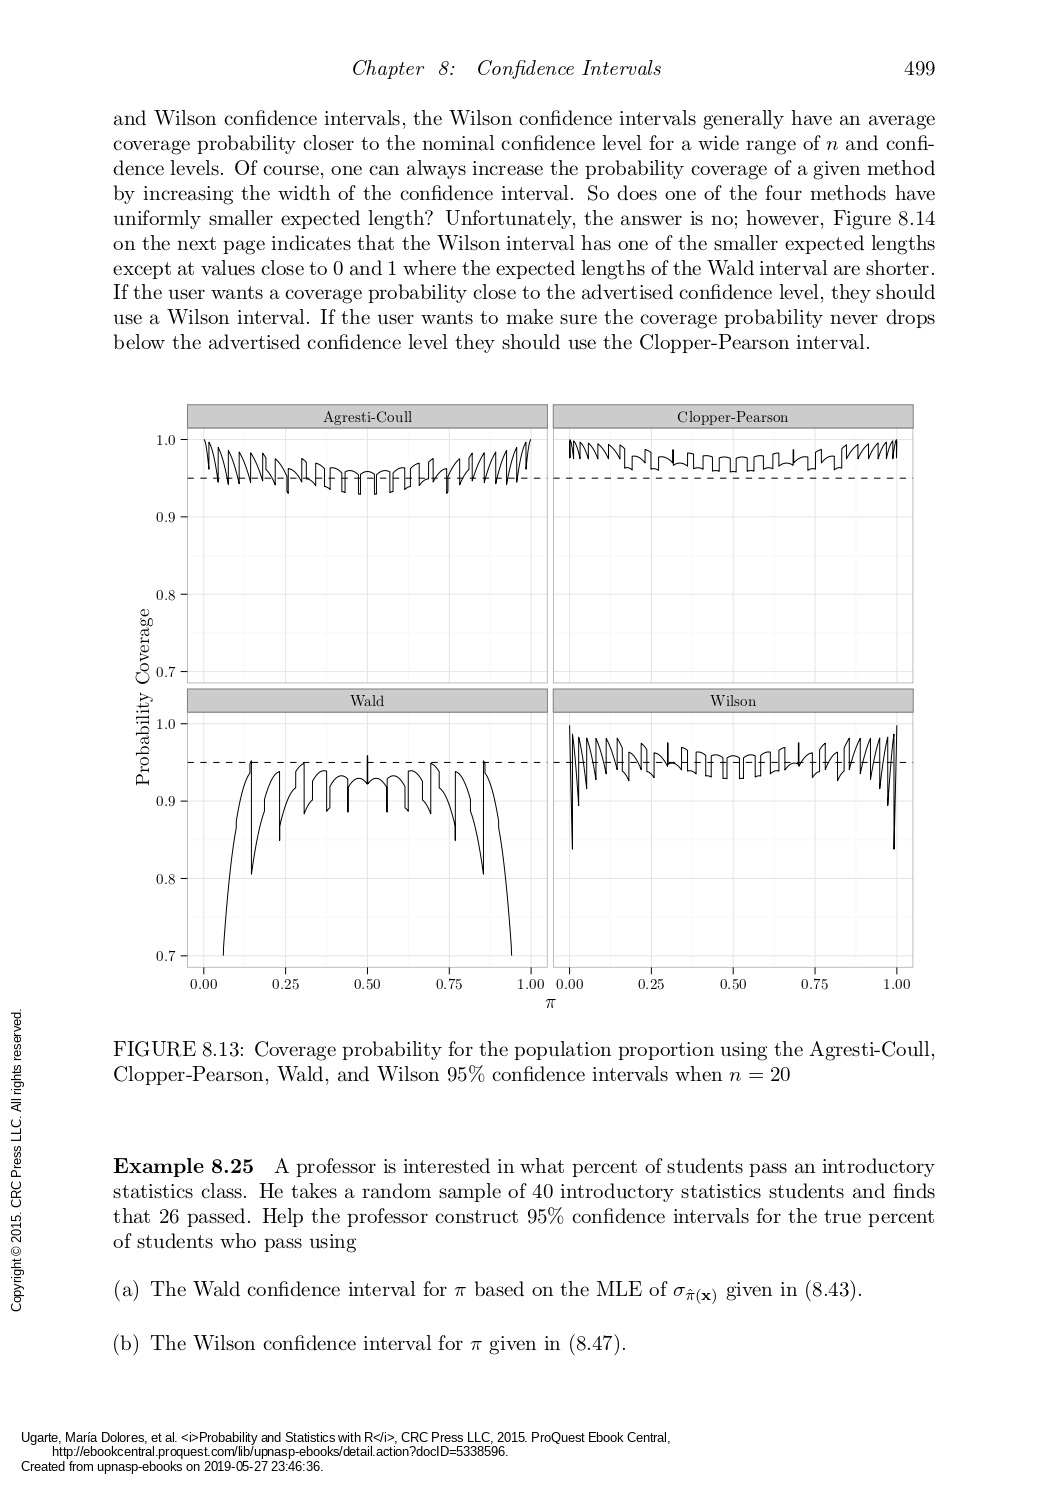 Chapter 8: Confidence Intervals 499
and Wilson confidence intervals, the Wilson confidence intervals generally have an average
coverage probability closer to the nominal confidence level for a wide range of n and confi-
dence levels. Of course, one can always increase the probability coverage of a given method
by increasing the width of the confidence interval. So does one of the four methods have
uniformly smaller expected length? Unfortunately, the answer is no; however, Figure 8.14
on the next page indicates that the Wilson interval has one of the smaller expected lengths
except at values close to 0 and 1 where the expected lengths of the Wald interval are shorter.
If the user wants a coverage probability close to the advertised confidence level, they should
use a Wilson interval. If the user wants to make sure the coverage probability never drops
below the advertised confidence level they should use the Clopper-Pearson interval.
Agresti-Coull Clopper-Pearson
1.0
0.9
0.8
0.7
Probability Coverage
Wald Wilson
1.0
0.9
0.8
0.7
0.00 0.25 0.50 0.75 1.00 0.00 0.25 0.50 0.75 1.00
π
FIGURE 8.13: Coverage probability for the population proportion using the Agresti-Coull,
Clopper-Pearson, Wald, and Wilson 95% confidence intervals when n = 20
Example 8.25 A professor is interested in what percent of students pass an introductory
statistics class. He takes a random sample of 40 introductory statistics students and finds
that 26 passed. Help the professor construct 95% confidence intervals for the true percent
of students who pass using
(a) The Wald confidence interval for π based on the MLE of σπ̂(x) given in (8.43).
(b) The Wilson confidence interval for π given in (8.47).
Copyright © 2015. CRC Press LLC. All rights reserved.
Ugarte, María Dolores, et al. <i>Probability and Statistics with R</i>, CRC Press LLC, 2015. ProQuest Ebook Central,
http://ebookcentral.proquest.com/lib/upnasp-ebooks/detail.action?docID=5338596.
Created from upnasp-ebooks on 2019-05-27 23:46:36.